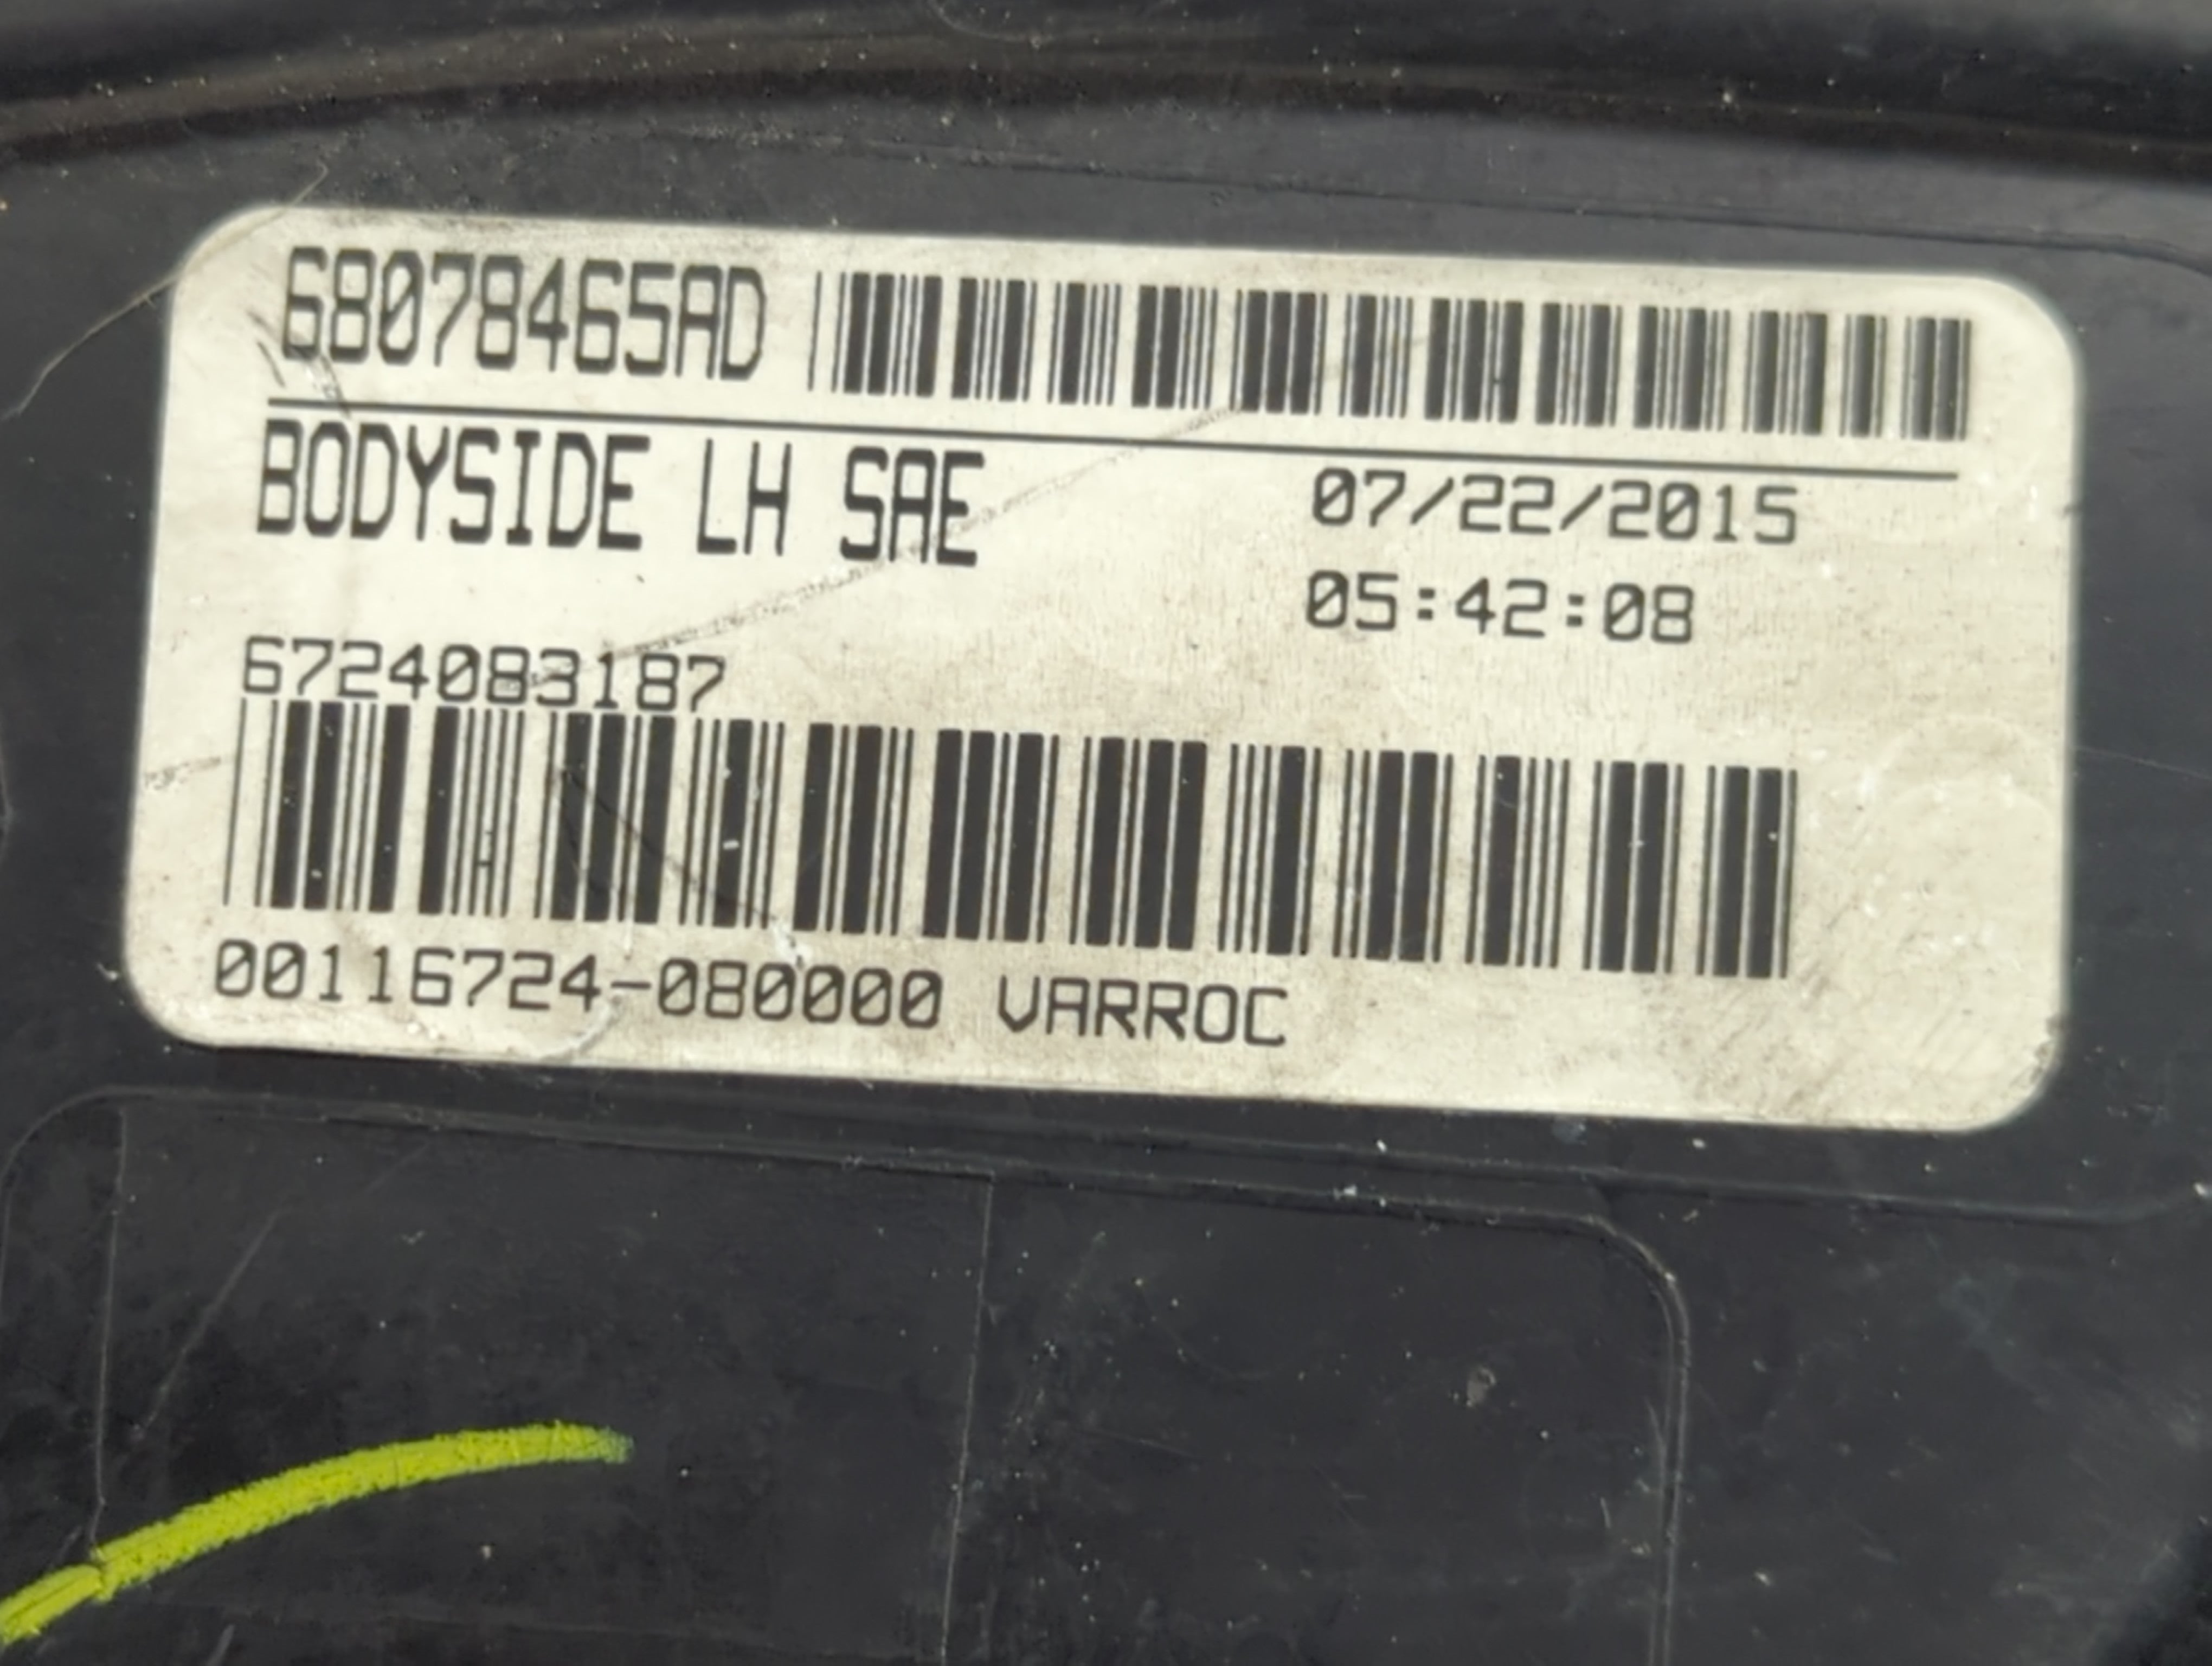 68078465AD
BODYSIDE LH SAE
07/22/2015
05:42:08
6724083187
00116724-080000 VARROC